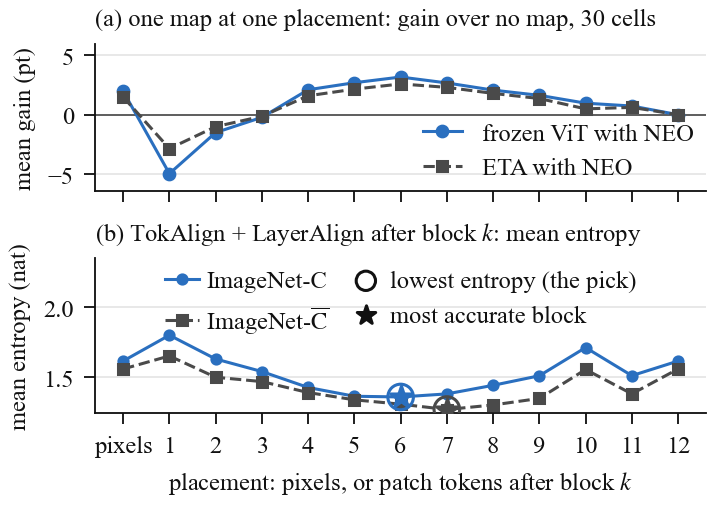 (a) one map at one placement: gain over no map, 30 cells
mean gain (pt)
5
0
−5
frozen ViT with NEO
ETA with NEO
(b) TokAlign + LayerAlign after block k: mean entropy
mean entropy (nat)
2.0
1.5
ImageNet-C
ImageNet-C̅
lowest entropy (the pick)
most accurate block
pixels 1 2 3 4 5 6 7 8 9 10 11 12
placement: pixels, or patch tokens after block k